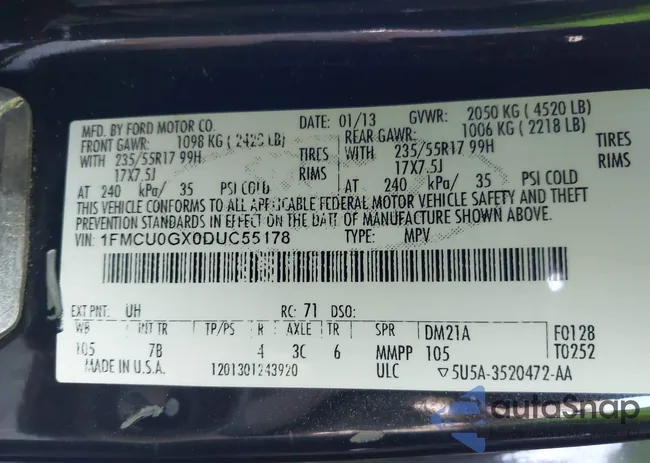 MFD. BY FORD MOTOR CO. DATE: 01/13 GVWR: 2050 KG (4520 LB)
FRONT GAWR: 1098 KG (2420 LB) REAR GAWR: 1006 KG (2218 LB)
WITH 235/55R17 99H TIRES WITH 235/55R17 99H TIRES
17X7.5J RIMS 17X7.5J RIMS
AT 240 kPa/ 35 PSI COLD AT 240 kPa/ 35 PSI COLD
THIS VEHICLE CONFORMS TO ALL APPLICABLE FEDERAL MOTOR VEHICLE SAFETY AND THEFT
PREVENTION STANDARDS IN EFFECT ON THE DATE OF MANUFACTURE SHOWN ABOVE.
VIN: 1FMCU0GX0DUC55178 TYPE: MPV
EXT PNT: UH RC: 71 DSO:
WB INT TR TP/PS R AXLE TR SPR DM21A F0128
105 7B 4 3C 6 MMPP 105 T0252
MADE IN U.S.A. 1201301243920 ULC ▽5U5A-3520472-AA
autoSnap